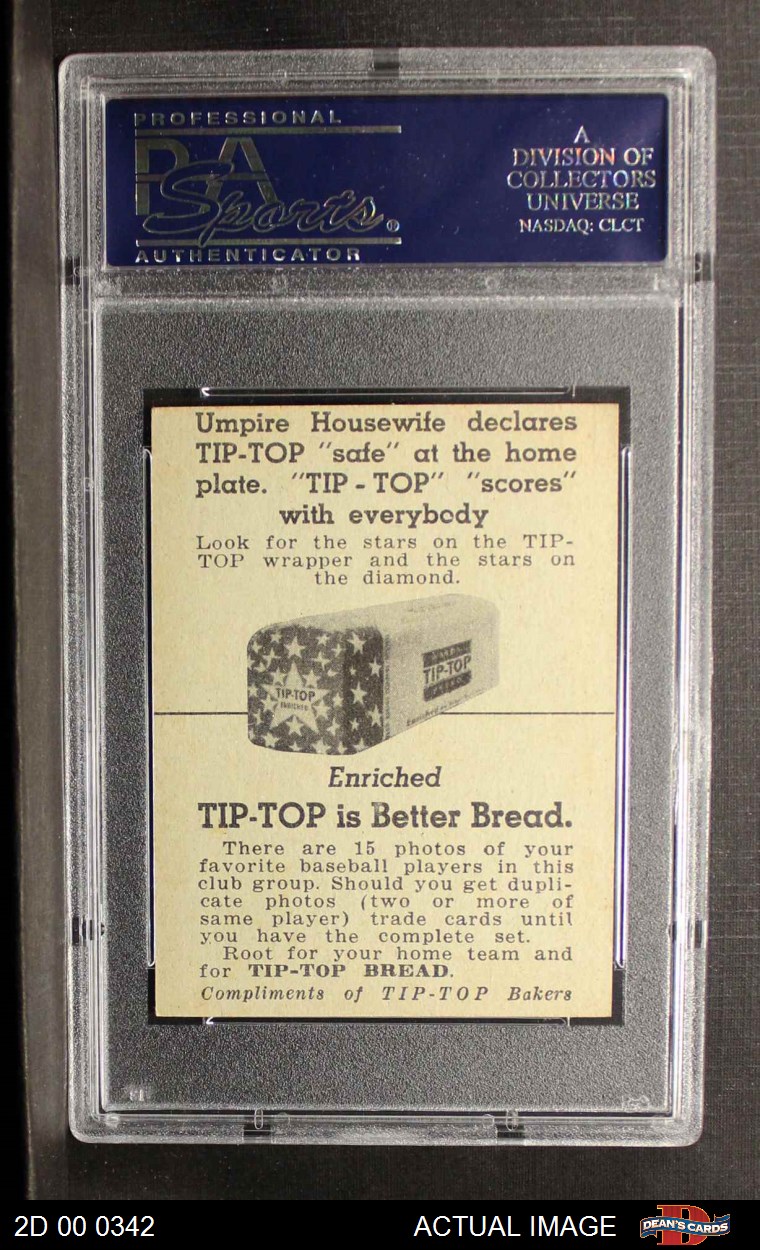 PROFESSIONAL
PSA
Sports®
AUTHENTICATOR
A
DIVISION OF
COLLECTORS
UNIVERSE
NASDAQ: CLCT
Umpire Housewife declares
TIP-TOP "safe" at the home
plate. "TIP-TOP" "scores"
with everybody
Look for the stars on the TIP-
TOP wrapper and the stars on
the diamond.
TIP-TOP
ENRICHED
TIP-TOP
Enriched
TIP-TOP is Better Bread.
There are 15 photos of your
favorite baseball players in this
club group. Should you get dupli-
cate photos (two or more of
same player) trade cards until
you have the complete set.
Root for your home team and
for TIP-TOP BREAD.
Compliments of TIP-TOP Bakers
2D 00 0342
ACTUAL IMAGE
D
DEAN'S CARDS